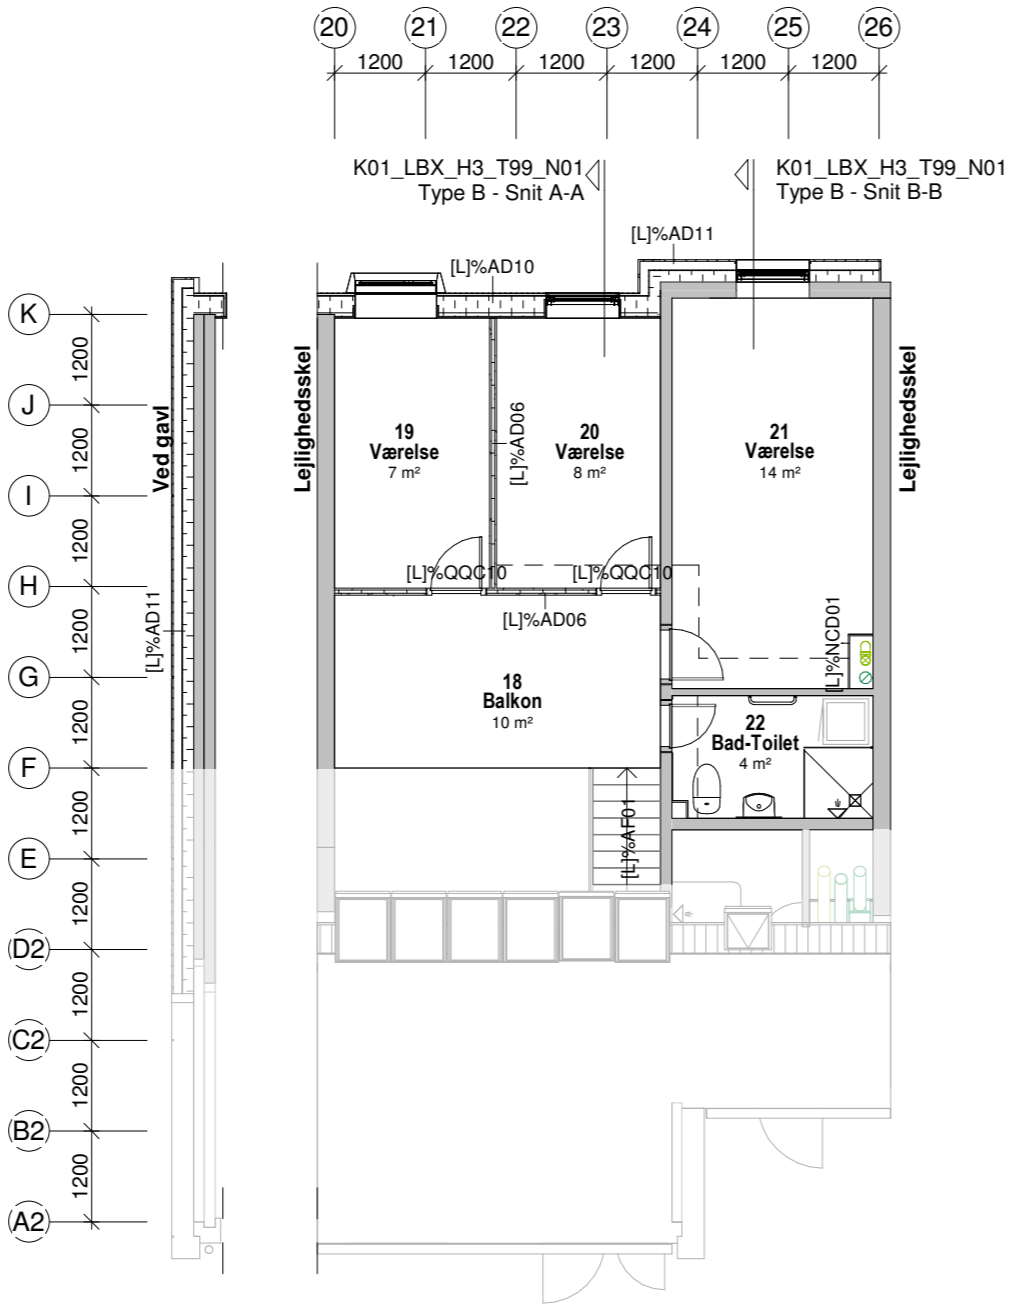 20 21 22 23 24 25 26
1200 1200 1200 1200 1200 1200
K01_LBX_H3_T99_N01
Type B - Snit A-A
K01_LBX_H3_T99_N01
Type B - Snit B-B
[L]%AD11
[L]%AD10
K
1200
J
1200
I
1200
H
1200
G
1200
F
1200
E
1200
D2
1200
C2
1200
B2
1200
A2
Ved gavl
[L]%AD11
Lejlighedsskel
19
Værelse
7 m²
[L]%AD06
20
Værelse
8 m²
21
Værelse
14 m²
Lejlighedsskel
[L]%QQC10
[L]%QQC10
[L]%AD06
[L]%NCD01
18
Balkon
10 m²
22
Bad-Toilet
4 m²
[L]%AF01